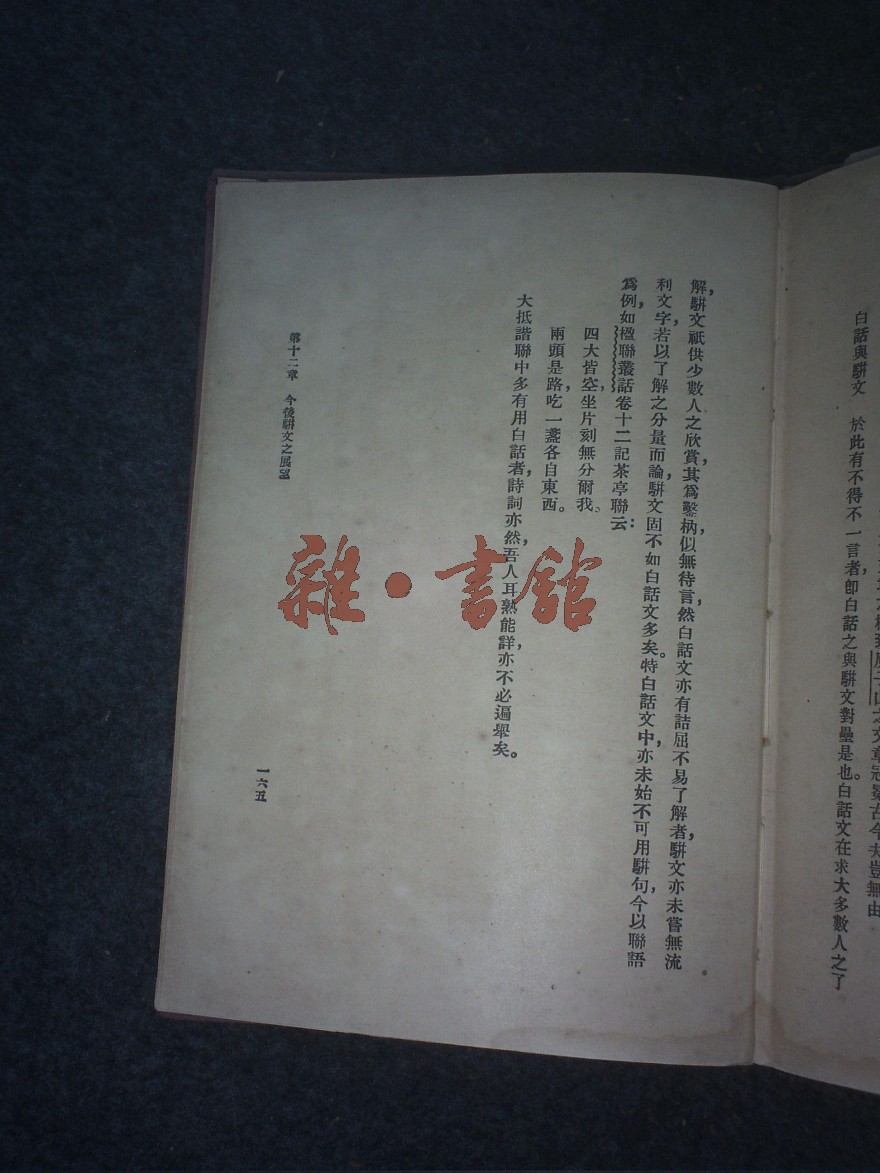 白話與駢文　於此有不得不一言者，卽白話之與駢文對壘是也。白話文在求大多數人之了
解，駢文祇供少數人之欣賞，其爲鑿枘，似無待言，然白話文亦有詰屈不易了解者，駢文亦未嘗無流
利文字，若以了解之分量而論，駢文固不如白話文多矣。特白話文中，亦未始不可用駢句，今以聯語
爲例，如楹聯叢話卷十二記茶亭聯云：
四大皆空，坐片刻無分爾我。
兩頭是路，吃一盞各自東西。
大抵諧聯中多有用白話者，詩詞亦然，吾人耳熟能詳，亦不必遍舉矣。
第十二章　今後駢文之展望
一六五
雜·書館